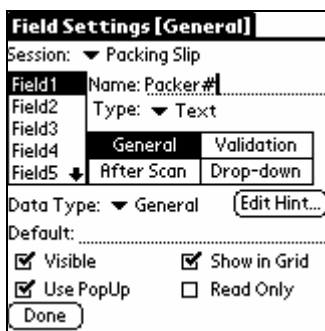 Field Settings [General]
Session: Packing Slip
Field1 Name: Packer#
Field2 Type: Text
Field3
Field4 General Validation
Field5 After Scan Drop-down
Data Type: General Edit Hint...
Default:
Visible Show in Grid
Use PopUp Read Only
Done